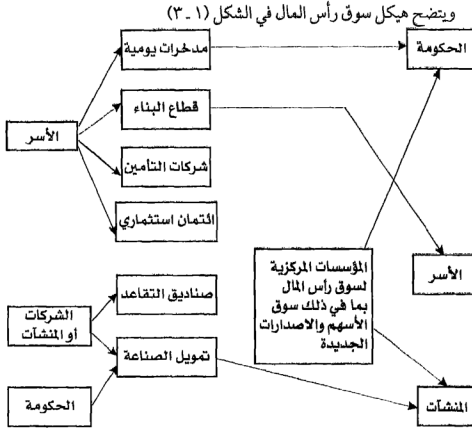 ويتضح هيكل سوق رأس المال في الشكل (١ ـ ٣)
مدخرات يومية
الحكومة
قطاع البناء
الأسر
شركات التأمين
ائتمان استثماري
المؤسسات المركزية
لسوق رأس المال
بما في ذلك سوق
الأسهم والاصدارات
الجديدة
الأسر
صناديق التقاعد
الشركات
أو المنشآت
تمويل الصناعة
الحكومة
المنشآت